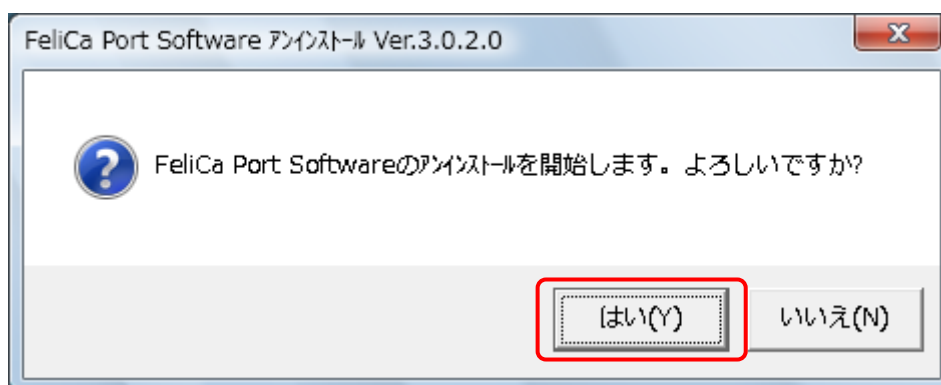 FeliCa Port Software ｱﾝｲﾝｽﾄｰﾙ Ver.3.0.2.0
FeliCa Port Softwareのｱﾝｲﾝｽﾄｰﾙを開始します。よろしいですか?
はい(Y) いいえ(N)